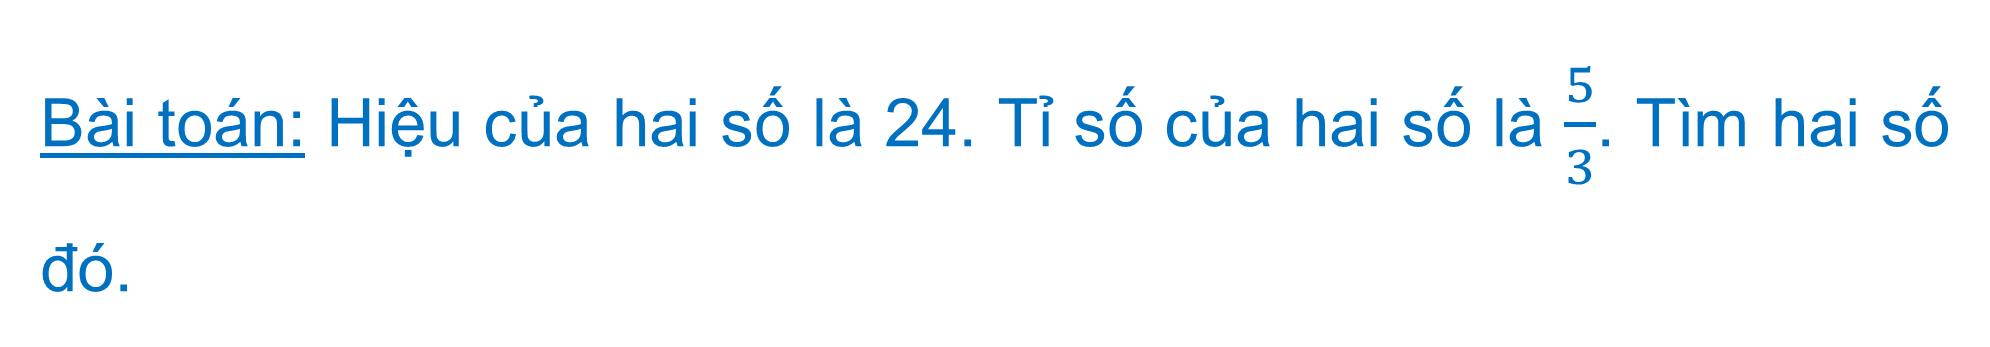 Bài toán: Hiệu của hai số là 24. Tỉ số của hai số là 5/3. Tìm hai số
đó.